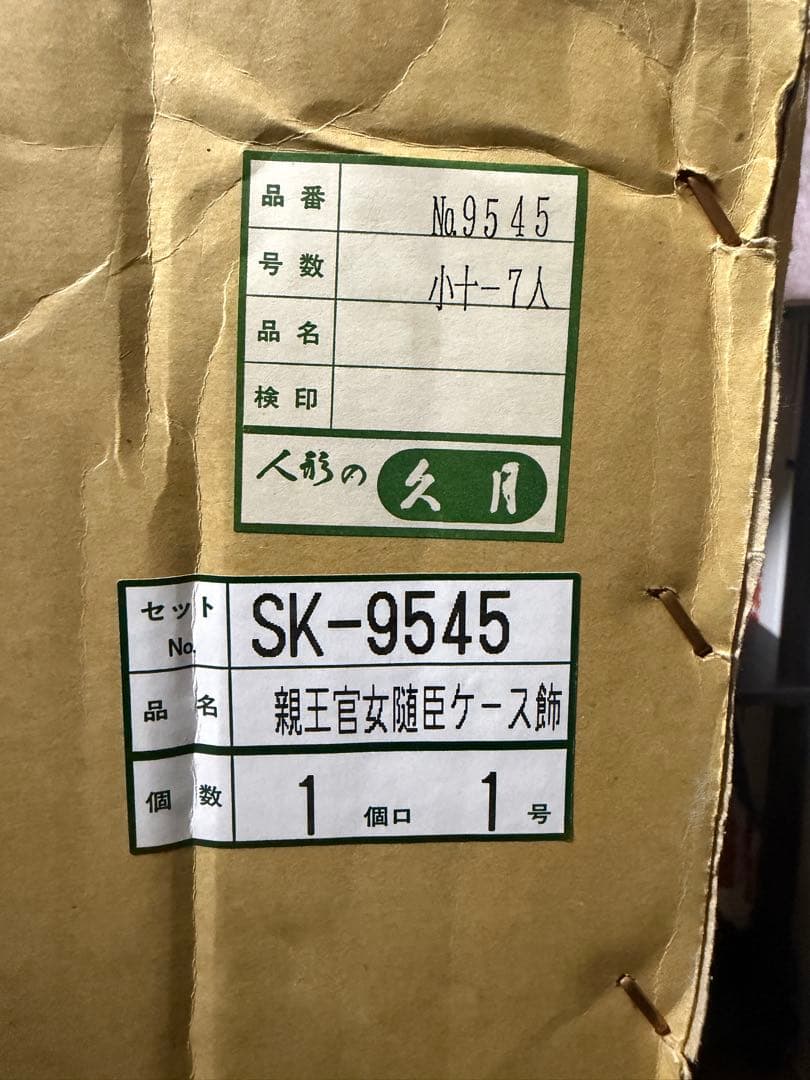 品番 №9545
号数 小十−7人
品名
検印
人形の久月
セットNo. SK-9545
品名 親王官女随臣ケース飾
個数 1個口 1号